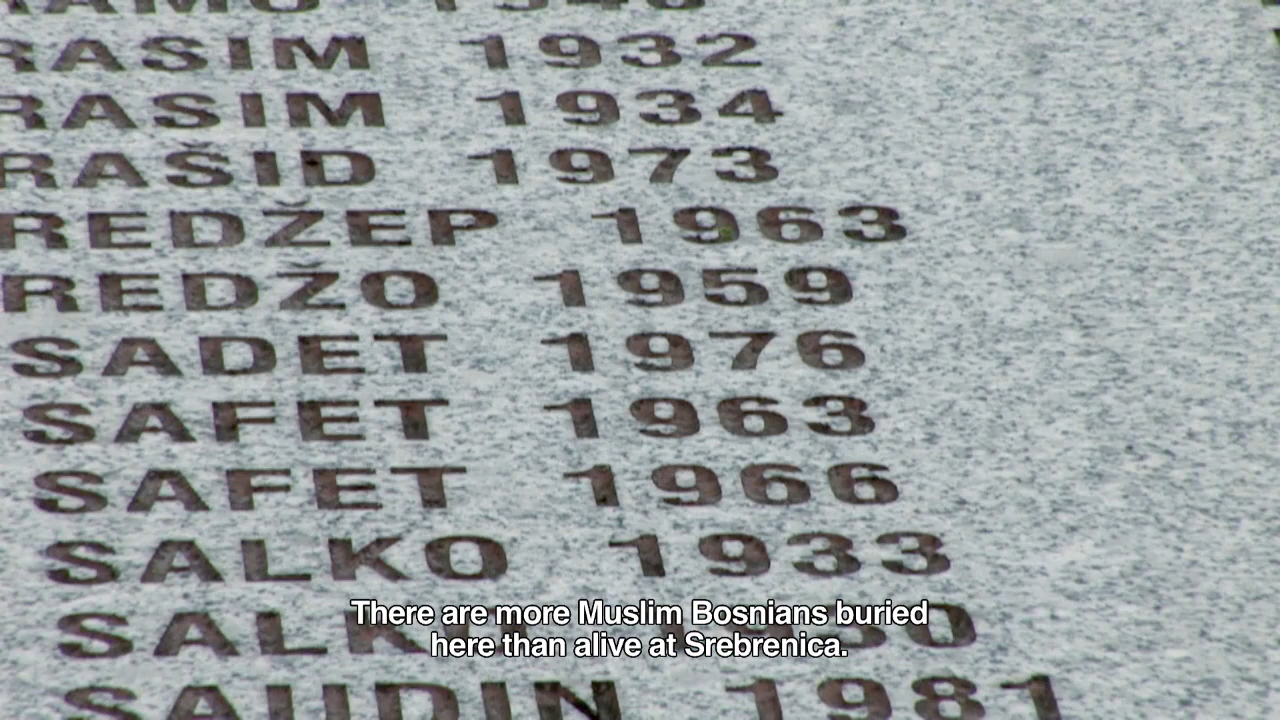 RASIM 1932
RASIM 1934
RAŠID 1973
REDŽEP 1963
REDŽO 1959
SADET 1976
SAFET 1963
SAFET 1966
SALKO 1933
There are more Muslim Bosnians buried
here than alive at Srebrenica.
SAUDIN 1981